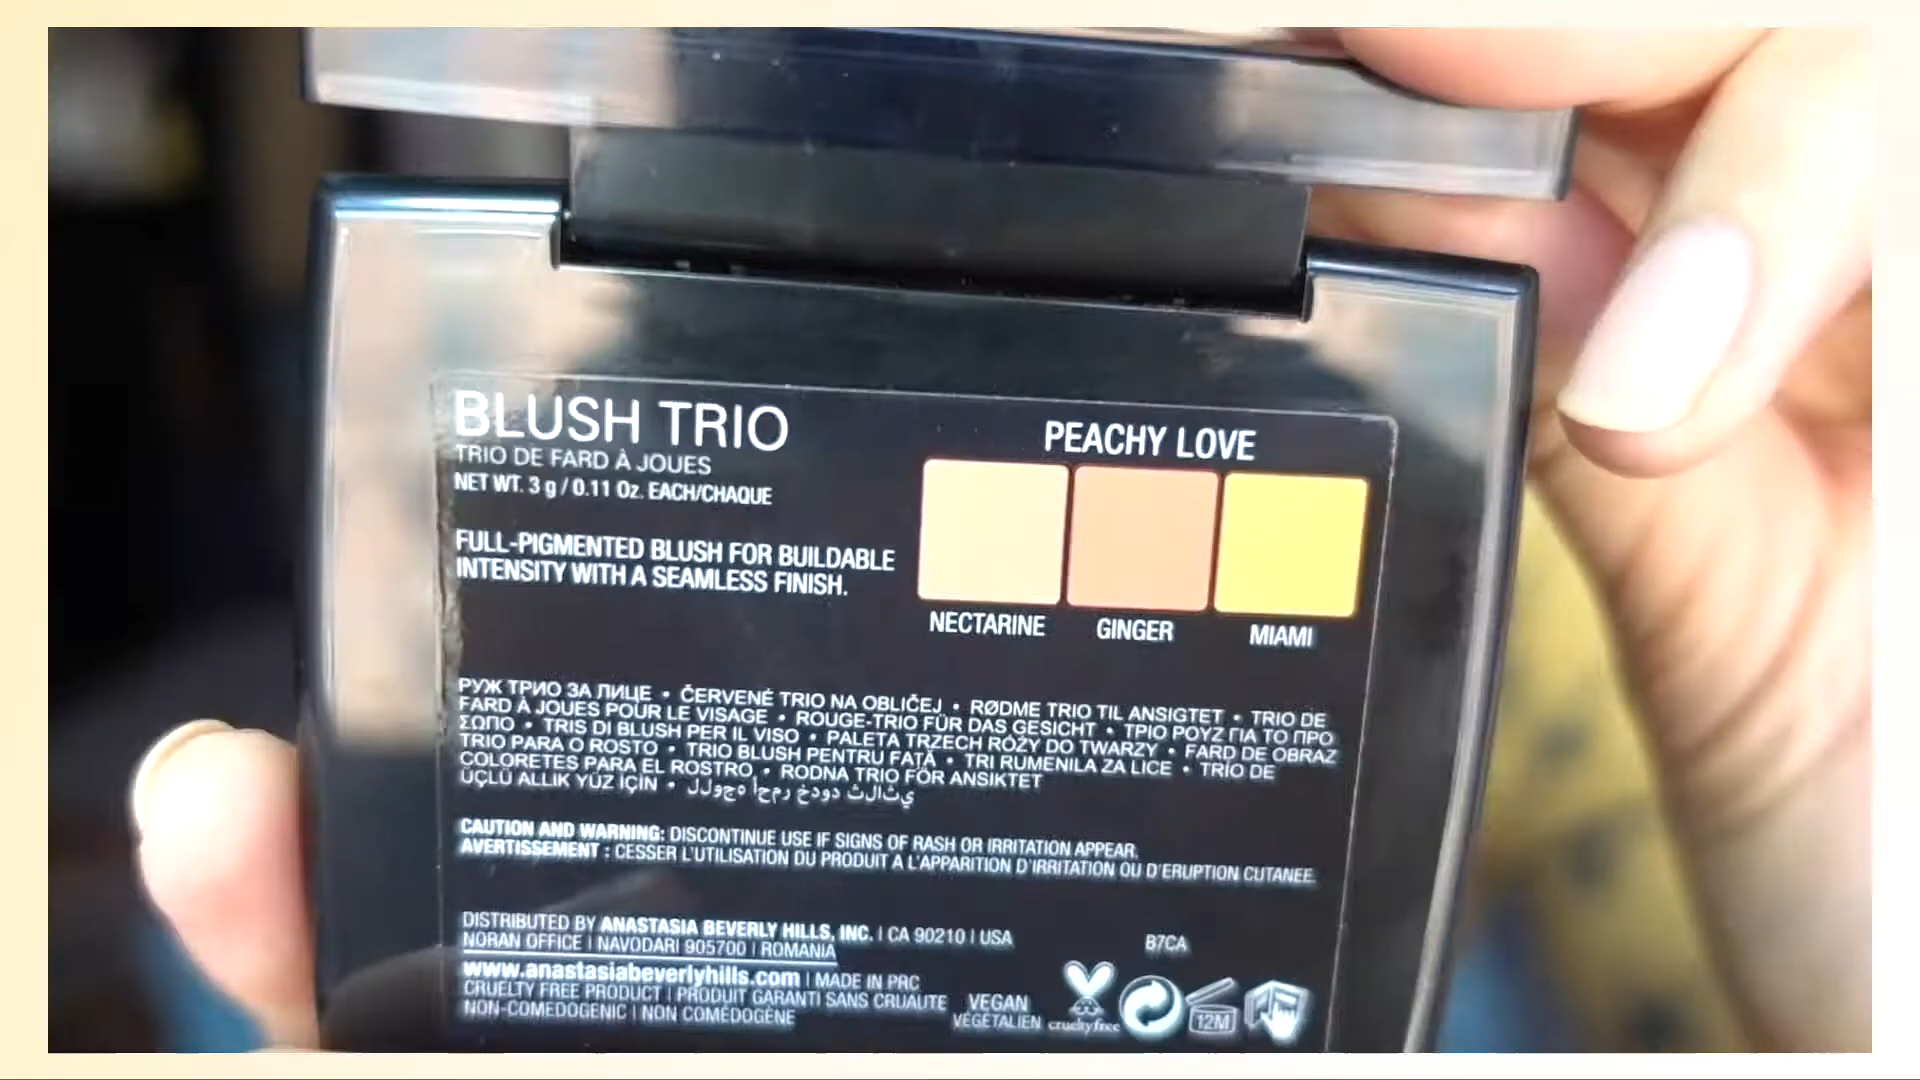 BLUSH TRIO
TRIO DE FARD À JOUES
NET WT. 3 g / 0.11 Oz. EACH/CHAQUE
FULL-PIGMENTED BLUSH FOR BUILDABLE
INTENSITY WITH A SEAMLESS FINISH.
PEACHY LOVE
NECTARINE GINGER MIAMI
РУЖ ТРИО ЗА ЛИЦЕ • ČERVENÉ TRIO NA OBLIČEJ • RØDME TRIO TIL ANSIGTET • TRIO DE
FARD À JOUES POUR LE VISAGE • ROUGE-TRIO FÜR DAS GESICHT • ΤΡΙΟ ΡΟΥΖ ΓΙΑ ΤΟ ΠΡΟ
ΣΩΠΟ • TRIS DI BLUSH PER IL VISO • PALETA TRZECH RÓŻY DO TWARZY • FARD DE OBRAZ
TRIO PARA O ROSTO • TRIO BLUSH PENTRU FAȚĂ • TRI RUMENILA ZA LICE • TRÍO DE
COLORETES PARA EL ROSTRO • RODNA TRIO FÖR ANSIKTET
ÜÇLÜ ALLIK YÜZ İÇİN • ل ل و ج ه أ ح م ر خ د و د ث ل ا ث ي
CAUTION AND WARNING: DISCONTINUE USE IF SIGNS OF RASH OR IRRITATION APPEAR.
AVERTISSEMENT : CESSER L'UTILISATION DU PRODUIT A L'APPARITION D'IRRITATION OU D'ERUPTION CUTANEE.
DISTRIBUTED BY ANASTASIA BEVERLY HILLS, INC. | CA 90210 | USA
NORAN OFFICE | NAVODARI 905700 | ROMANIA
www.anastasiabeverlyhills.com | MADE IN PRC
CRUELTY FREE PRODUCT | PRODUIT GARANTI SANS CRUAUTE
NON-COMEDOGENIC | NON COMÉDOGÈNE
B7CA
VEGAN
VÉGÉTALIEN
crueltyfree
12M